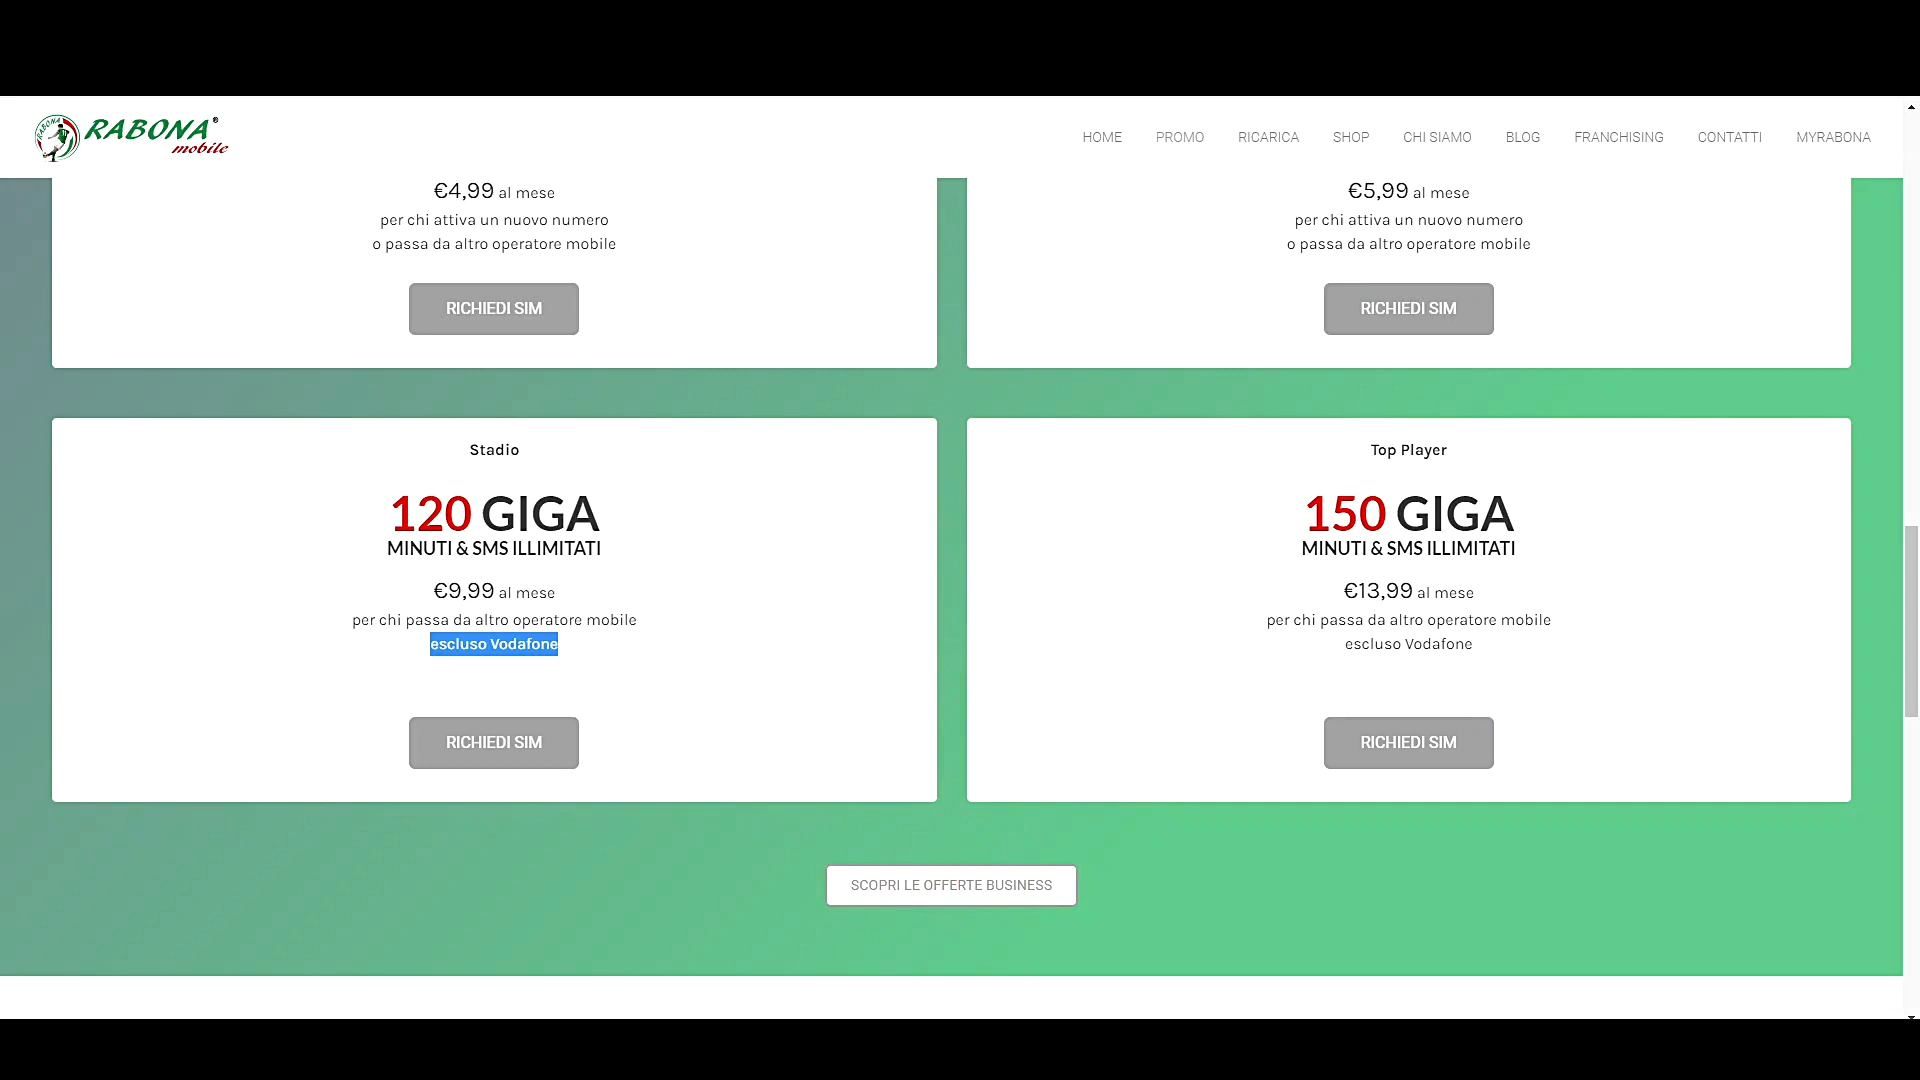 RABONA
RABONA®
mobile
HOME PROMO RICARICA SHOP CHI SIAMO BLOG FRANCHISING CONTATTI MYRABONA
€4,99 al mese
per chi attiva un nuovo numero
o passa da altro operatore mobile
RICHIEDI SIM
€5,99 al mese
per chi attiva un nuovo numero
o passa da altro operatore mobile
RICHIEDI SIM
Stadio
120 GIGA
MINUTI & SMS ILLIMITATI
€9,99 al mese
per chi passa da altro operatore mobile
escluso Vodafone
RICHIEDI SIM
Top Player
150 GIGA
MINUTI & SMS ILLIMITATI
€13,99 al mese
per chi passa da altro operatore mobile
escluso Vodafone
RICHIEDI SIM
SCOPRI LE OFFERTE BUSINESS